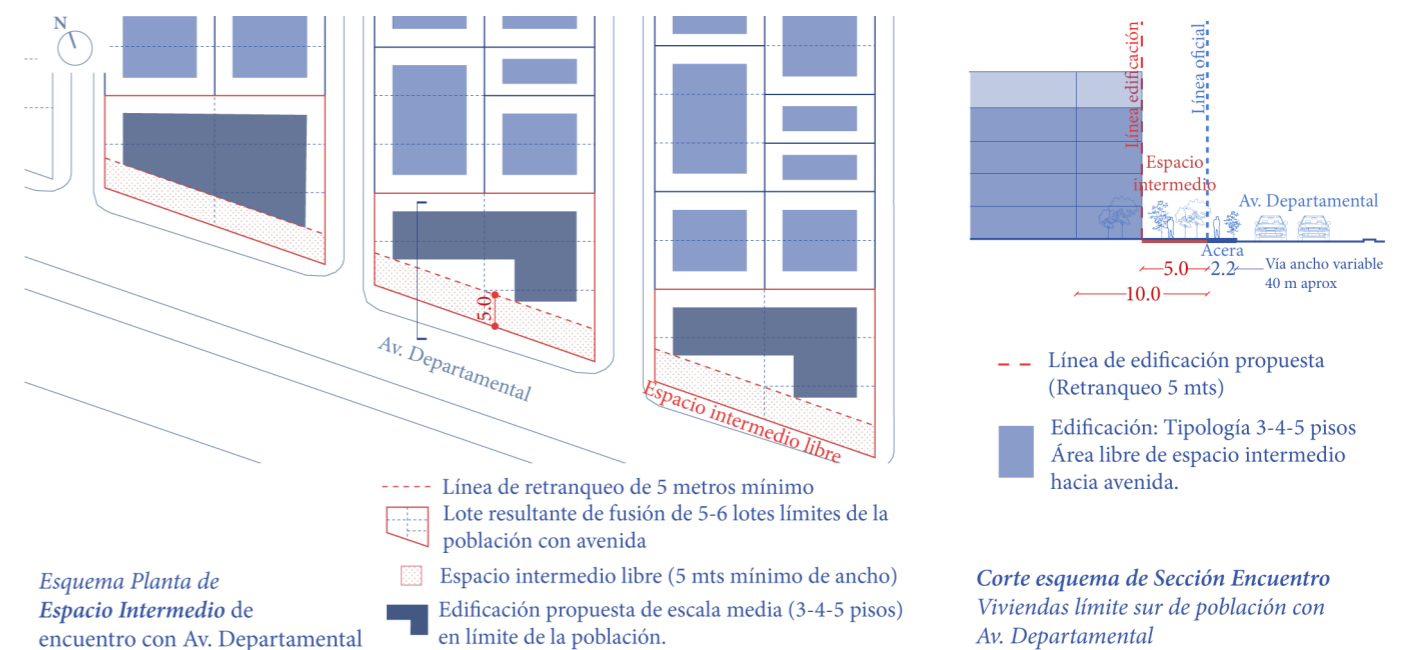 N
5.0
Av. Departamental
Espacio intermedio libre
Línea de retranqueo de 5 metros mínimo
Lote resultante de fusión de 5-6 lotes límites de la
población con avenida
Espacio intermedio libre (5 mts mínimo de ancho)
Edificación propuesta de escala media (3-4-5 pisos)
en límite de la población.
Esquema Planta de
Espacio Intermedio de
encuentro con Av. Departamental
Línea edificación
Línea oficial
Espacio
intermedio
Av. Departamental
Acera
5.0
2.2
Vía ancho variable
40 m aprox
10.0
Línea de edificación propuesta
(Retranqueo 5 mts)
Edificación: Tipología 3-4-5 pisos
Área libre de espacio intermedio
hacia avenida.
Corte esquema de Sección Encuentro
Viviendas límite sur de población con
Av. Departamental